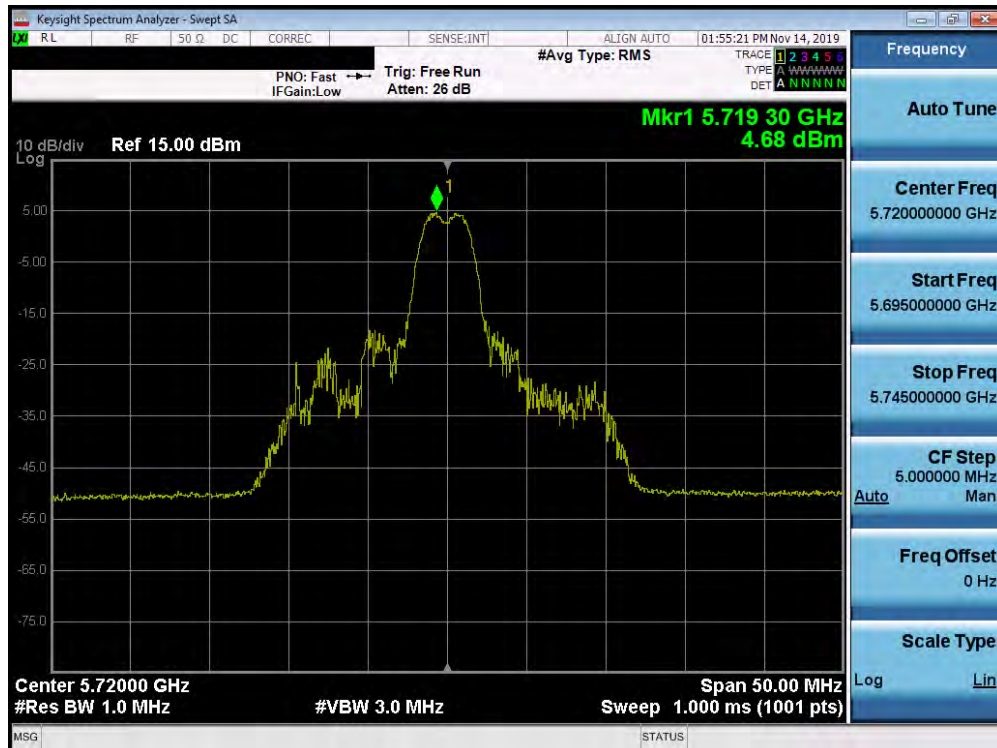 Keysight Spectrum Analyzer - Swept SA
LXI RL RF 50 Ω DC CORREC SENSE:INT ALIGN AUTO 01:55:21 PM Nov 14, 2019
Frequency
#Avg Type: RMS
TRACE 1 2 3 4 5 6
PNO: Fast Trig: Free Run
TYPE A WWWWW
IFGain:Low Atten: 26 dB
DET A N N N N N
Auto Tune
Mkr1 5.719 30 GHz
4.68 dBm
10 dB/div Ref 15.00 dBm
Log
1
5.00
-5.00
-15.0
-25.0
-35.0
-45.0
-55.0
-65.0
-75.0
Center Freq
5.720000000 GHz
Start Freq
5.695000000 GHz
Stop Freq
5.745000000 GHz
CF Step
5.000000 MHz
Auto Man
Freq Offset
0 Hz
Scale Type
Log Lin
Center 5.72000 GHz Span 50.00 MHz
#Res BW 1.0 MHz #VBW 3.0 MHz Sweep 1.000 ms (1001 pts)
MSG STATUS